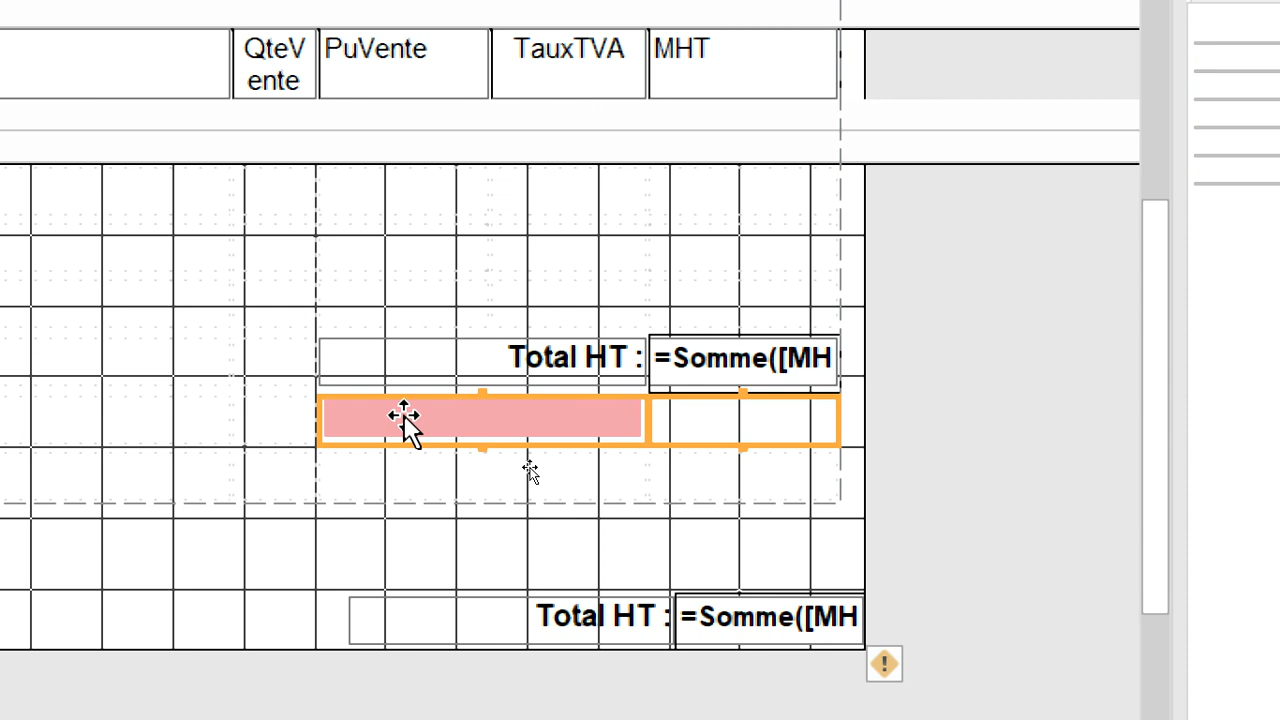 QteV
ente
PuVente
TauxTVA
MHT
Total HT :
=Somme([MH
Total HT :
=Somme([MH